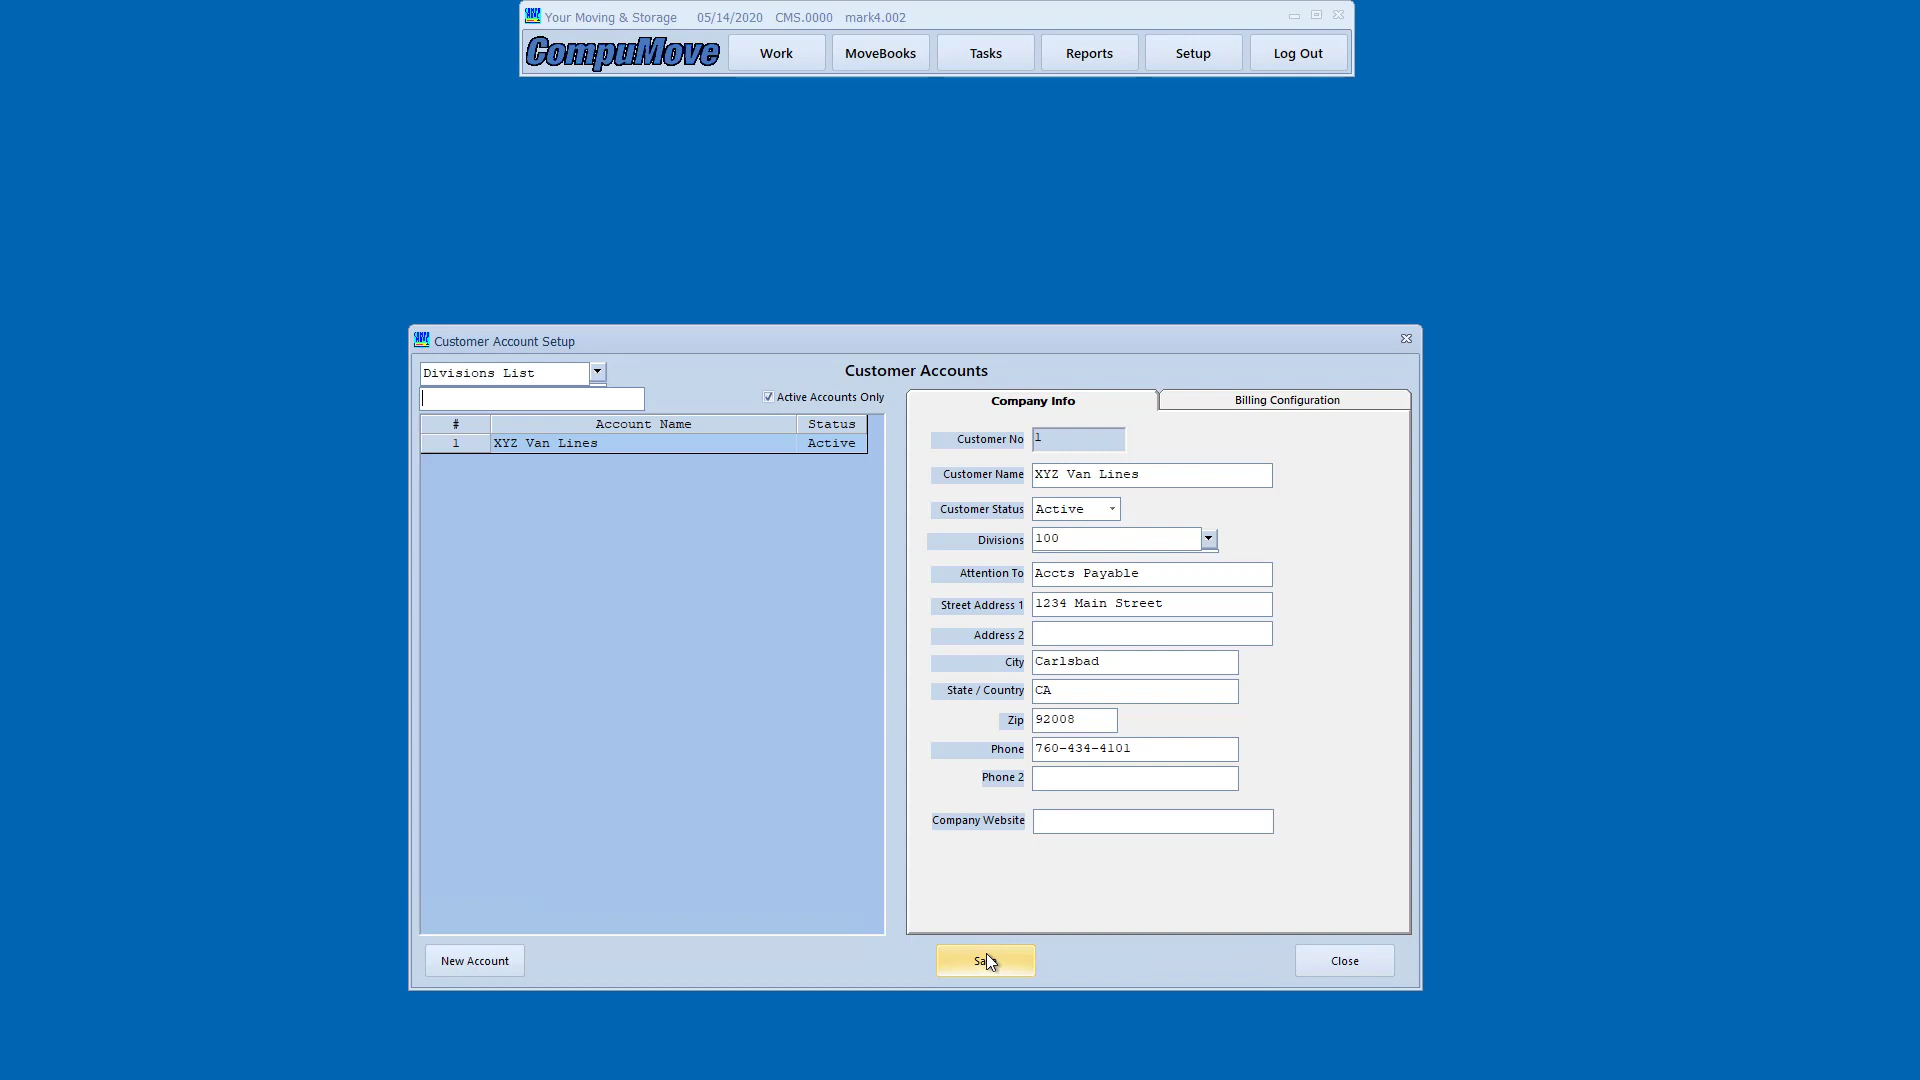 Your Moving & Storage 05/14/2020 CMS.0000 mark4.002
CompuMove Work MoveBooks Tasks Reports Setup Log Out
Customer Account Setup
Divisions List
Customer Accounts
Active Accounts Only
# Account Name Status
1 XYZ Van Lines Active
Company Info Billing Configuration
Customer No 1
Customer Name XYZ Van Lines
Customer Status Active
Divisions 100
Attention To Accts Payable
Street Address 1 1234 Main Street
Address 2
City Carlsbad
State / Country CA
Zip 92008
Phone 760-434-4101
Phone 2
Company Website
New Account Close